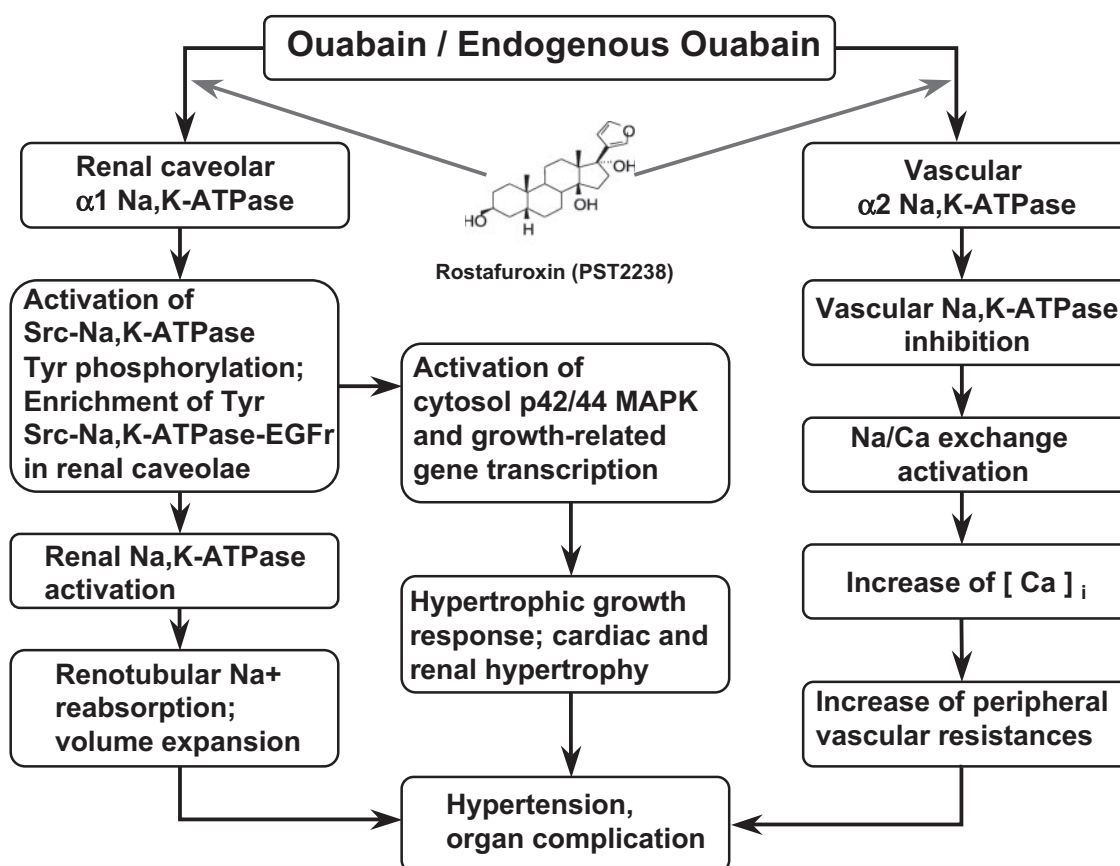 Ouabain / Endogenous Ouabain
Renal caveolar
α1 Na,K-ATPase
O
OH
OH
HO
H
Rostafuroxin (PST2238)
Vascular
α2 Na,K-ATPase
Activation of
Src-Na,K-ATPase
Tyr phosphorylation;
Enrichment of Tyr
Src-Na,K-ATPase-EGFr
in renal caveolae
Activation of
cytosol p42/44 MAPK
and growth-related
gene transcription
Vascular Na,K-ATPase
inhibition
Na/Ca exchange
activation
Renal Na,K-ATPase
activation
Hypertrophic growth
response; cardiac and
renal hypertrophy
Increase of [ Ca ] i
Renotubular Na+
reabsorption;
volume expansion
Increase of peripheral
vascular resistances
Hypertension,
organ complication